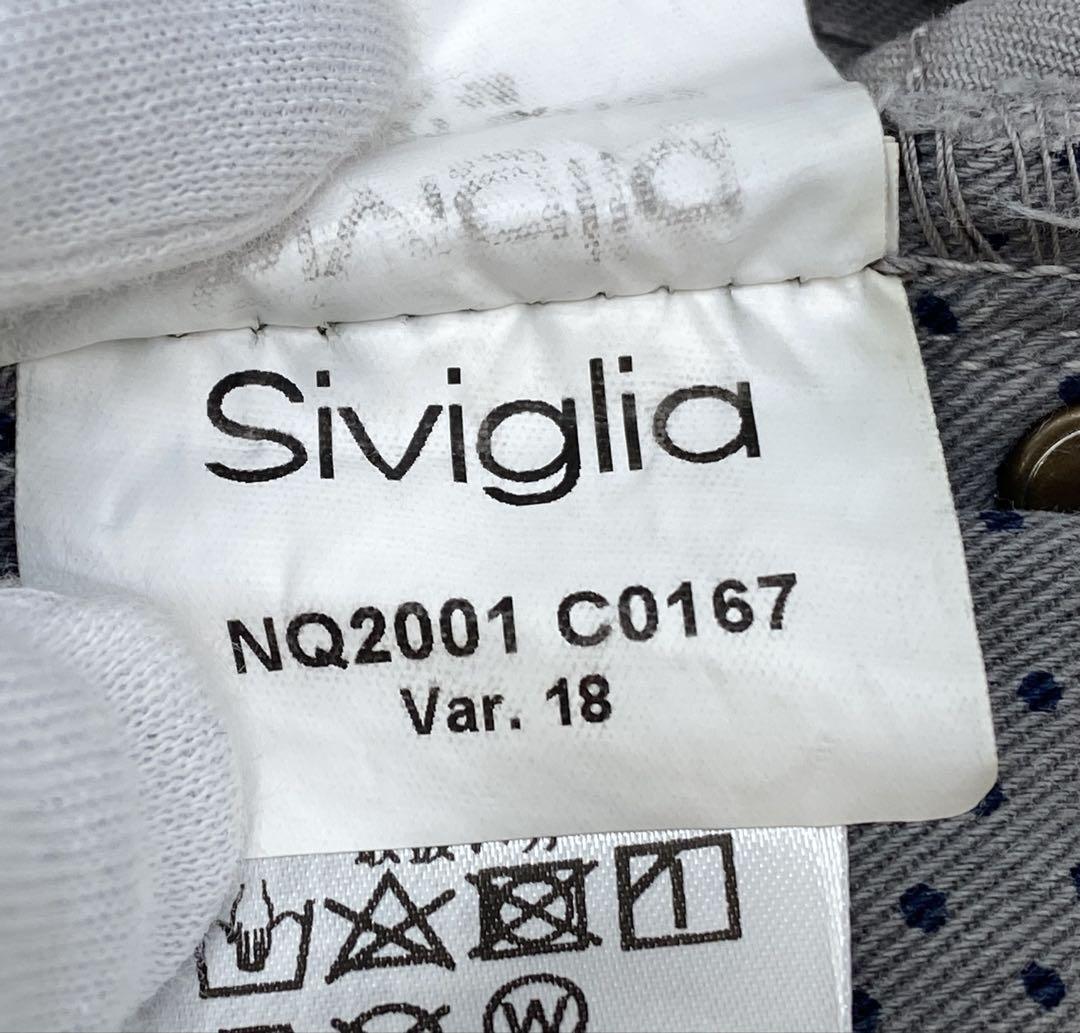 Siviglia
NQ2001 C0167
Var. 18
W